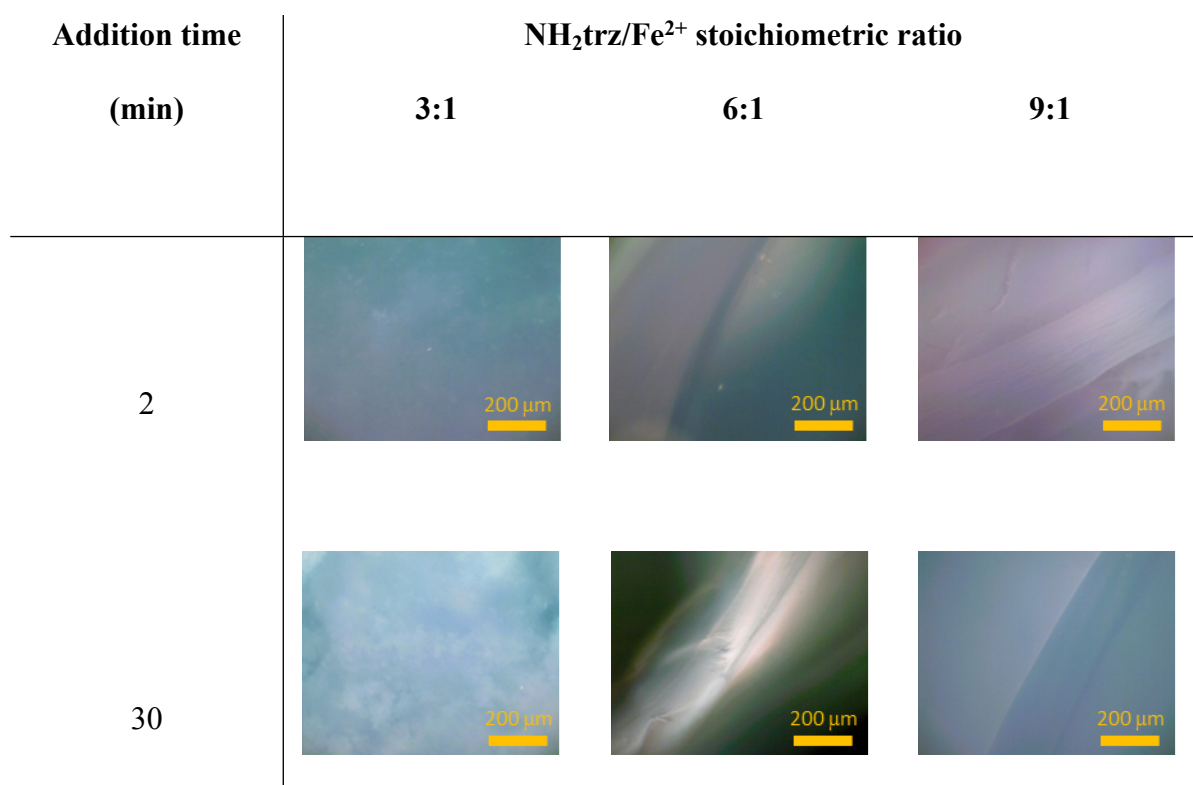 Addition time
(min)
NH₂trz/Fe²⁺ stoichiometric ratio
3:1 6:1 9:1
2
200 µm 200 µm 200 µm
30
200 µm 200 µm 200 µm